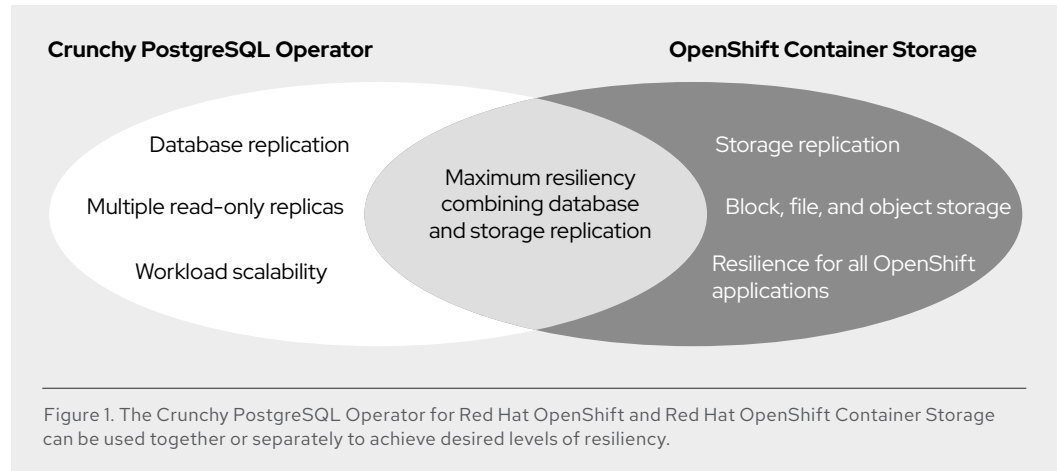 Crunchy PostgreSQL Operator
OpenShift Container Storage
Database replication
Multiple read-only replicas
Workload scalability
Maximum resiliency
combining database
and storage replication
Storage replication
Block, file, and object storage
Resilience for all OpenShift
applications
Figure 1. The Crunchy PostgreSQL Operator for Red Hat OpenShift and Red Hat OpenShift Container Storage
can be used together or separately to achieve desired levels of resiliency.